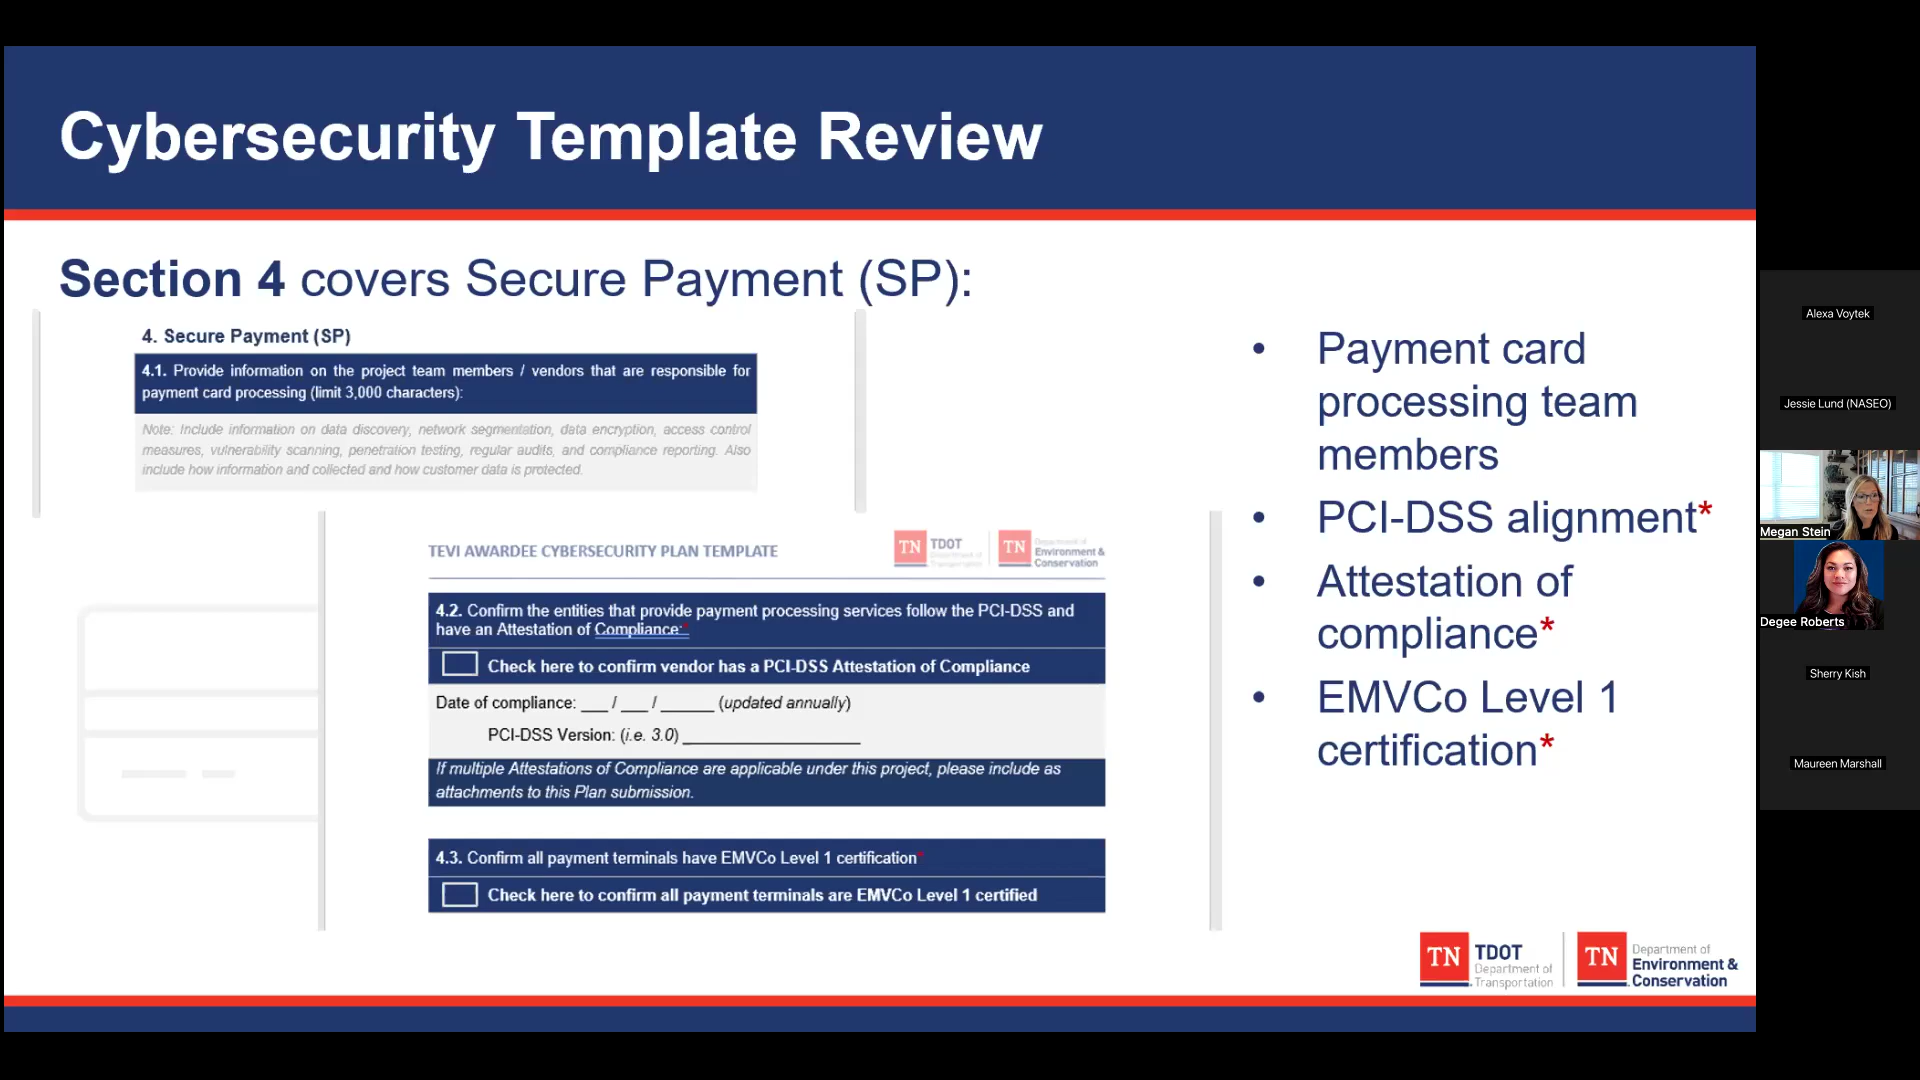 Cybersecurity Template Review
Section 4 covers Secure Payment (SP):
4. Secure Payment (SP)
4.1. Provide information on the project team members / vendors that are responsible for
payment card processing (limit 3,000 characters):
Note: Include information on data discovery, network segmentation, data encryption, access control
measures, vulnerability scanning, penetration testing, regular audits, and compliance reporting. Also
include how information and collected and how customer data is protected.
TEVI AWARDEE CYBERSECURITY PLAN TEMPLATE
TN TDOT
Department of
Transportation
TN Department of
Environment &
Conservation
4.2. Confirm the entities that provide payment processing services follow the PCI-DSS and
have an Attestation of Compliance:*
Check here to confirm vendor has a PCI-DSS Attestation of Compliance
Date of compliance: ___ / ___ / ______ (updated annually)
PCI-DSS Version: (i.e. 3.0) ____________________
If multiple Attestations of Compliance are applicable under this project, please include as
attachments to this Plan submission.
4.3. Confirm all payment terminals have EMVCo Level 1 certification*
Check here to confirm all payment terminals are EMVCo Level 1 certified
• Payment card
processing team
members
• PCI-DSS alignment*
• Attestation of
compliance*
• EMVCo Level 1
certification*
TN TDOT
Department of
Transportation
TN Department of
Environment &
Conservation
Alexa Voytek
Jessie Lund (NASEO)
Megan Stein
Degee Roberts
Sherry Kish
Maureen Marshall